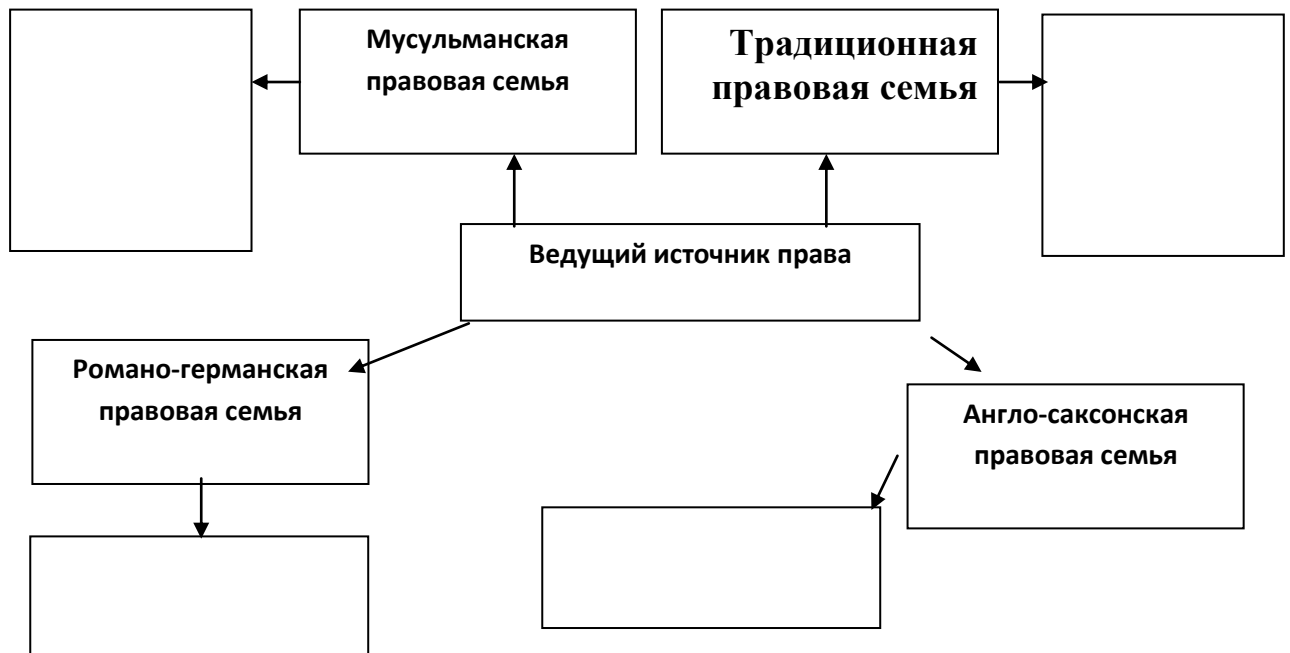 Мусульманская
правовая семья
Традиционная
правовая семья
Ведущий источник права
Романо-германская
правовая семья
Англо-саксонская
правовая семья